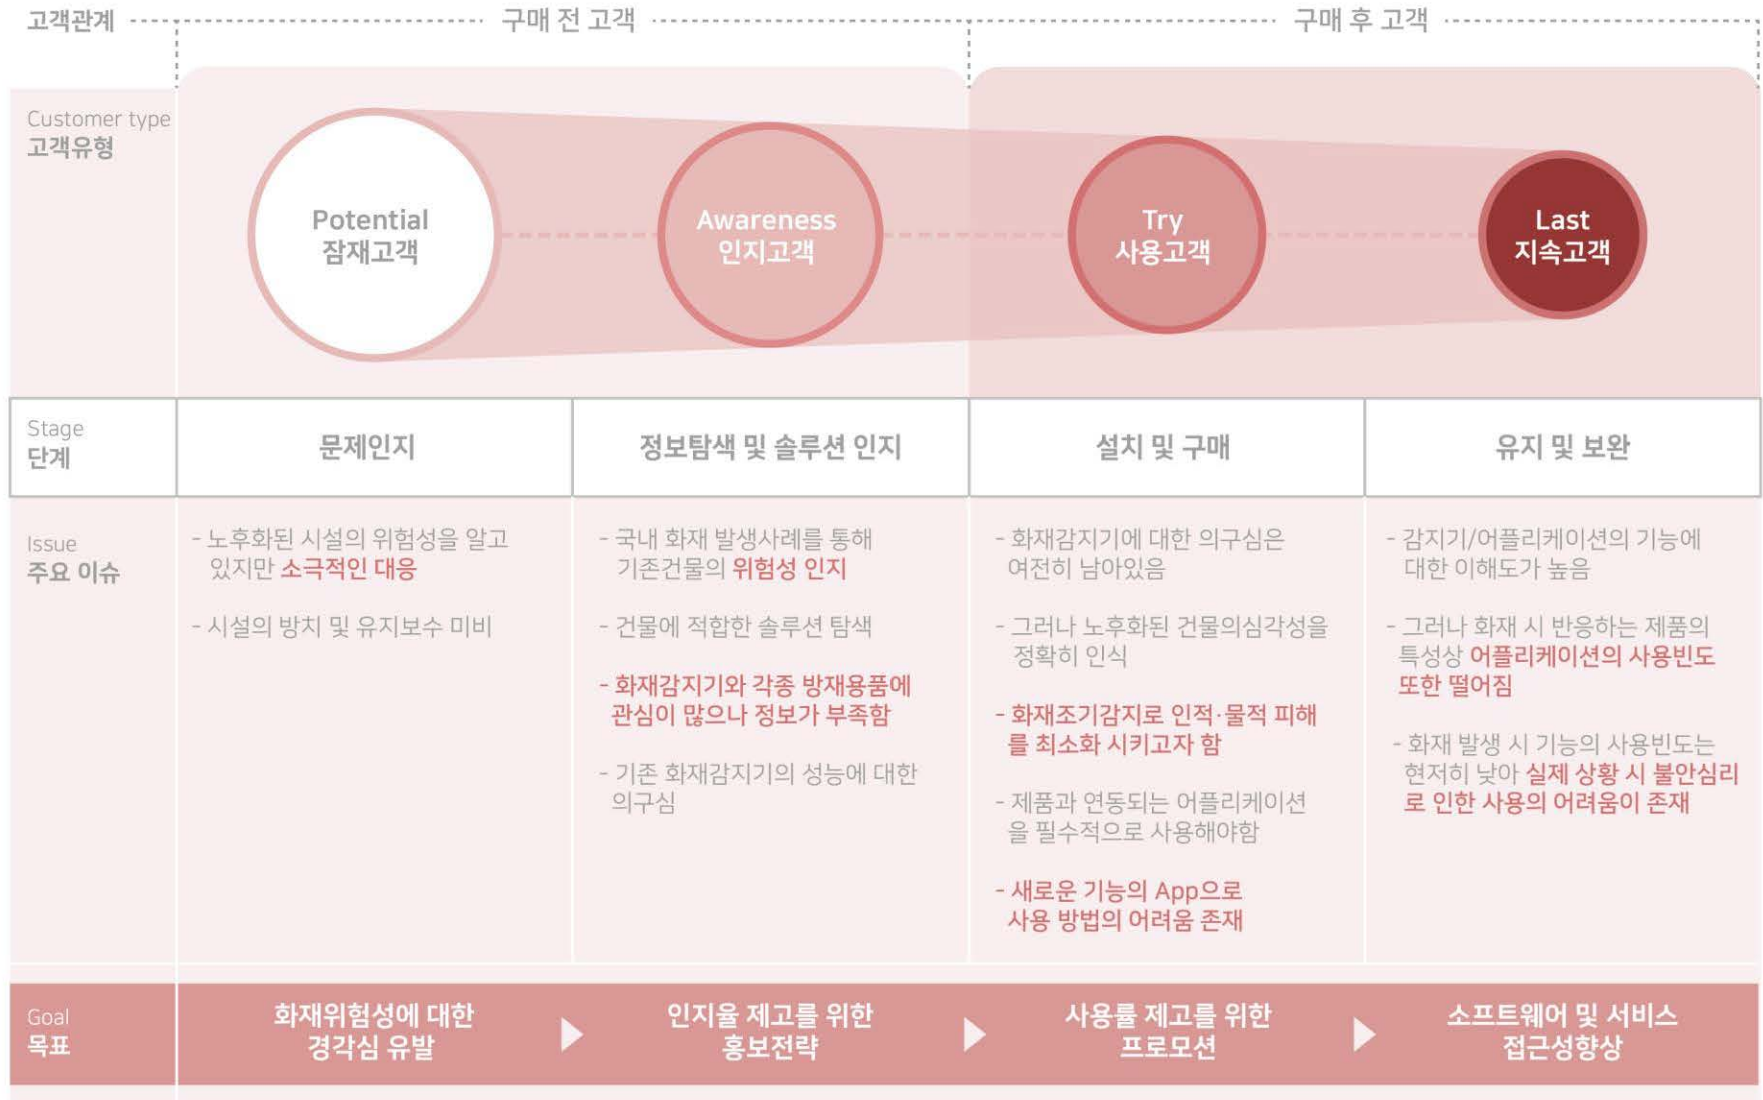 고객관계
구매 전 고객
구매 후 고객
Customer type
고객유형
Potential
잠재고객
Awareness
인지고객
Try
사용고객
Last
지속고객
Stage
단계
문제인지
정보탐색 및 솔루션 인지
설치 및 구매
유지 및 보완
Issue
주요 이슈
- 노후화된 시설의 위험성을 알고
있지만 소극적인 대응
- 시설의 방치 및 유지보수 미비
- 국내 화재 발생사례를 통해
기존건물의 위험성 인지
- 건물에 적합한 솔루션 탐색
- 화재감지기와 각종 방재용품에
관심이 많으나 정보가 부족함
- 기존 화재감지기의 성능에 대한
의구심
- 화재감지기에 대한 의구심은
여전히 남아있음
- 그러나 노후화된 건물의심각성을
정확히 인식
- 화재조기감지로 인적·물적 피해
를 최소화 시키고자 함
- 제품과 연동되는 어플리케이션
을 필수적으로 사용해야함
- 새로운 기능의 App으로
사용 방법의 어려움 존재
- 감지기/어플리케이션의 기능에
대한 이해도가 높음
- 그러나 화재 시 반응하는 제품의
특성상 어플리케이션의 사용빈도
또한 떨어짐
- 화재 발생 시 기능의 사용빈도는
현저히 낮아 실제 상황 시 불안심리
로 인한 사용의 어려움이 존재
Goal
목표
화재위험성에 대한
경각심 유발
인지율 제고를 위한
홍보전략
사용률 제고를 위한
프로모션
소프트웨어 및 서비스
접근성향상